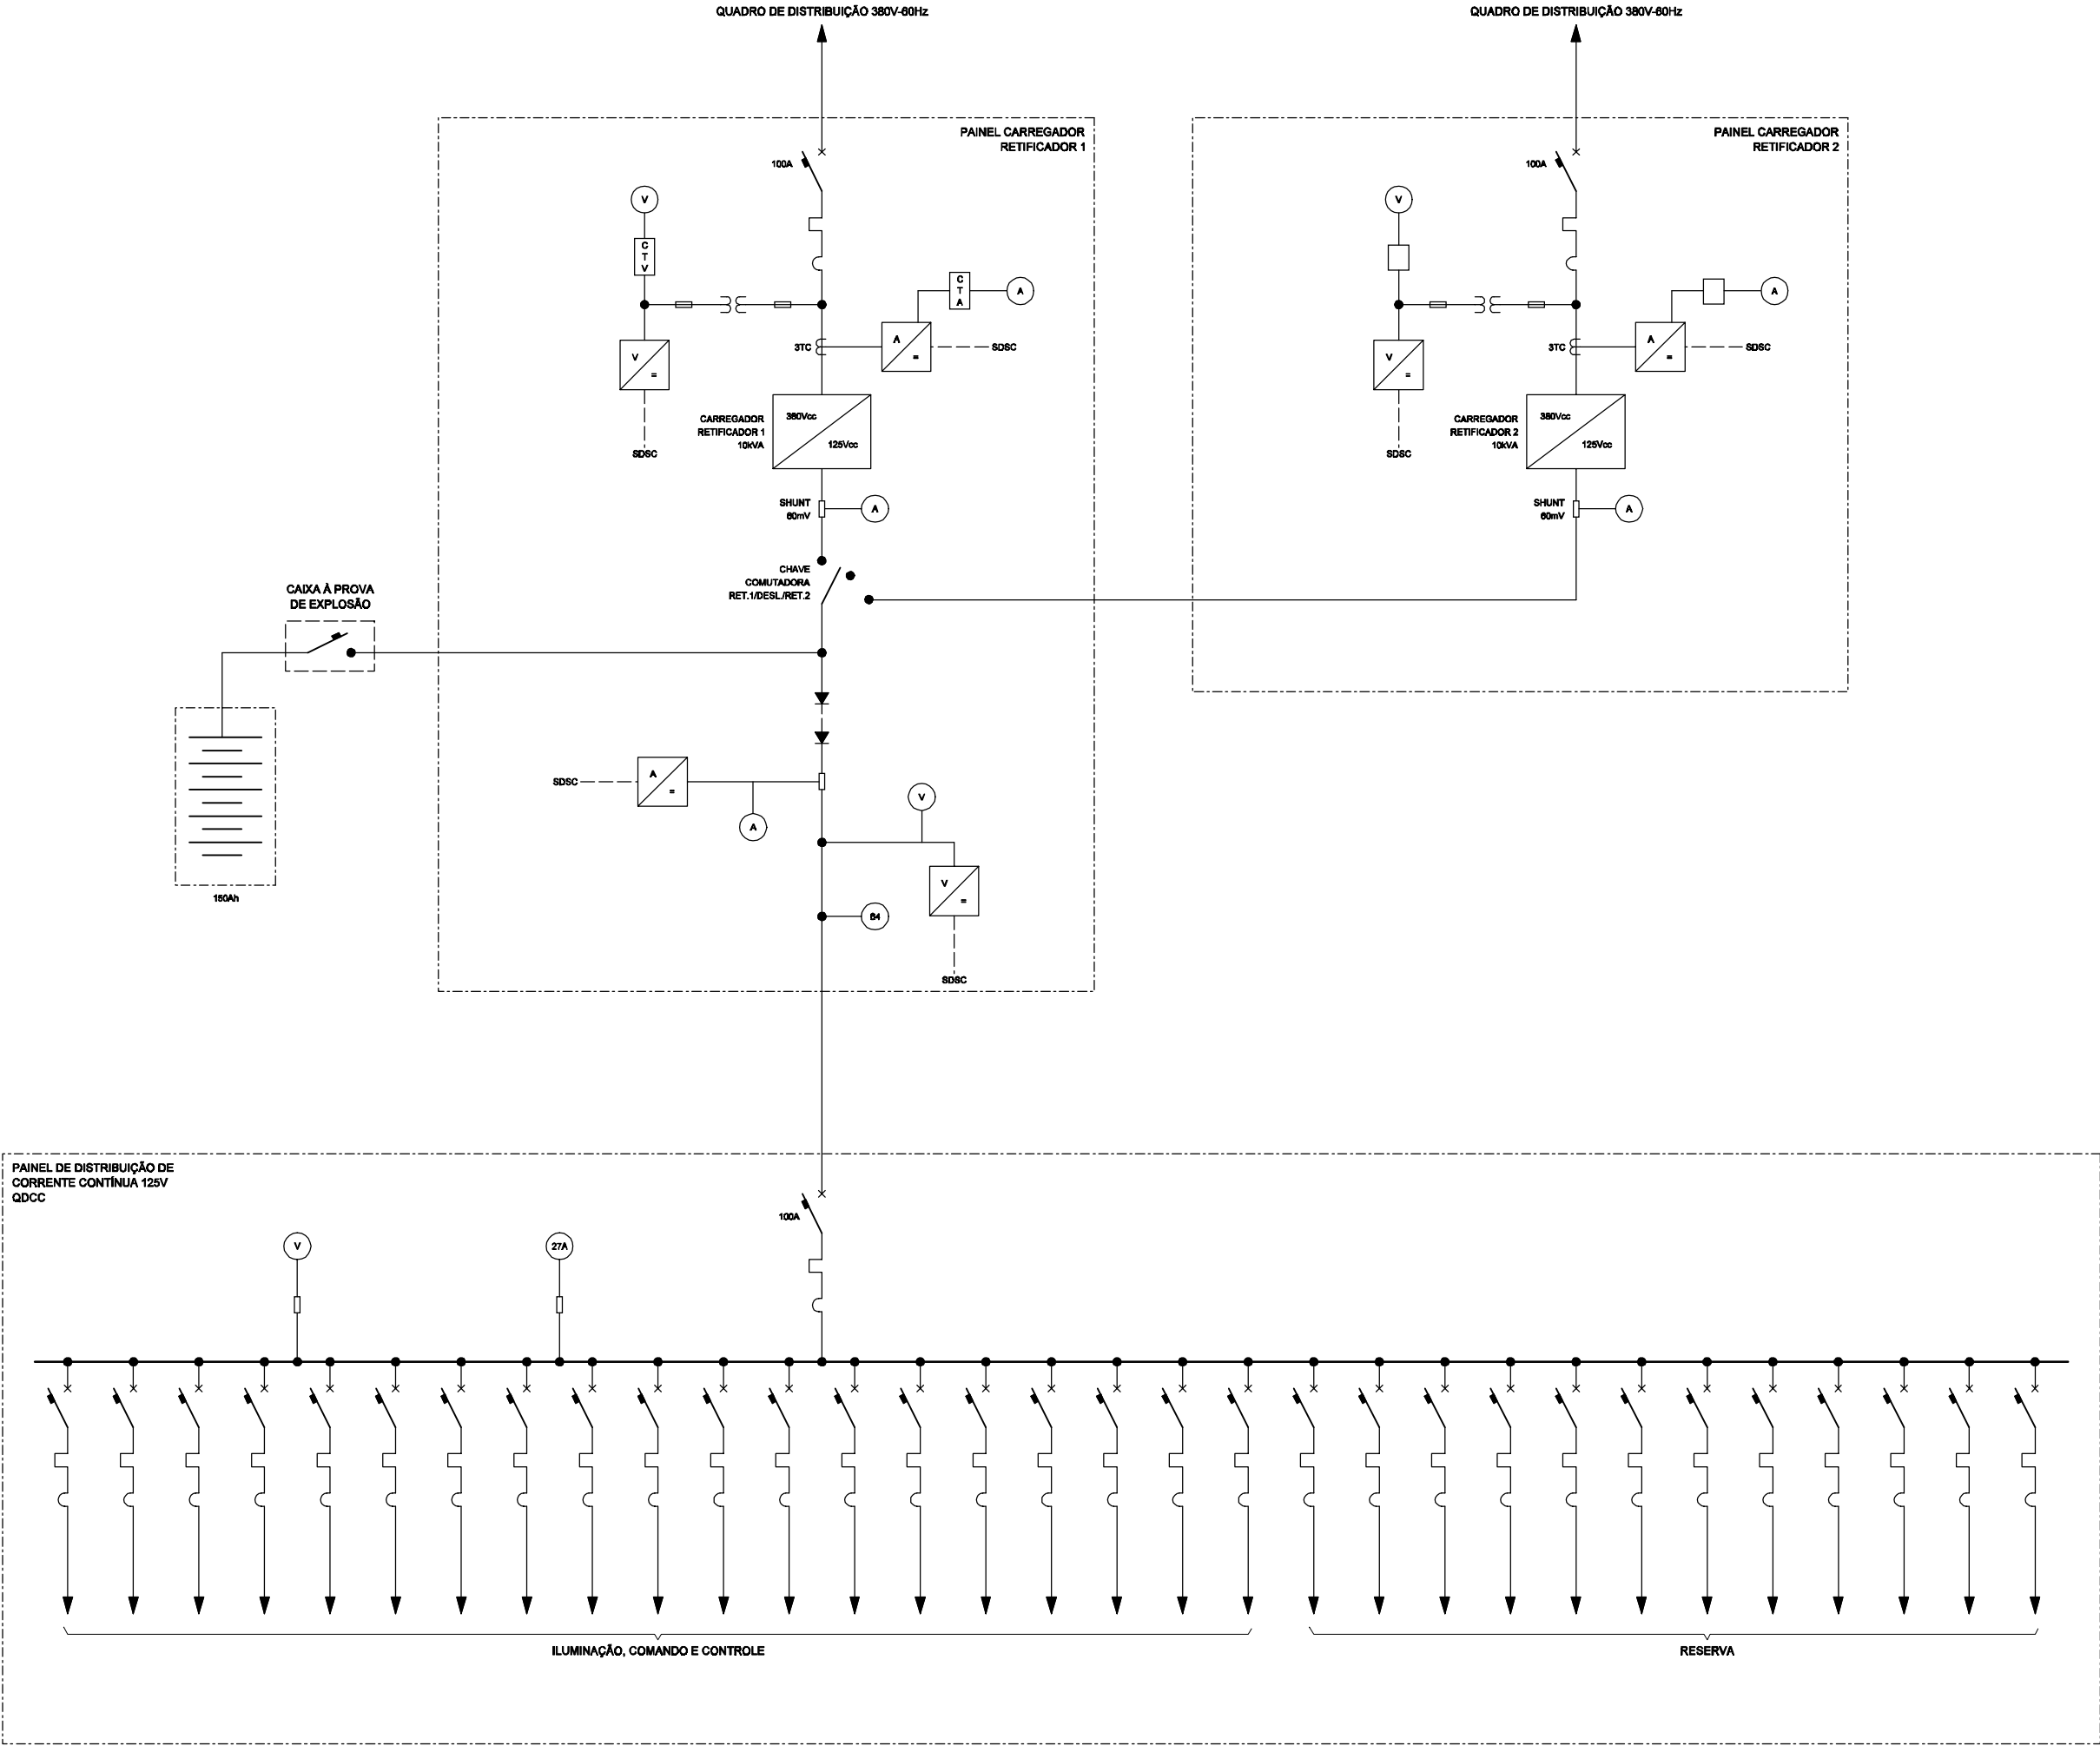 QUADRO DE DISTRIBUIÇÃO 380V-60Hz
QUADRO DE DISTRIBUIÇÃO 380V-60Hz
PAINEL CARREGADOR
RETIFICADOR 1
100A
V
C
T
V
C
T
A
A
A
=
SDSC
3TC
V
=
SDSC
CARREGADOR
RETIFICADOR 1
10kVA
380Vcc
125Vcc
SHUNT
60mV
A
CHAVE
COMUTADORA
RET.1/DESL./RET.2
PAINEL CARREGADOR
RETIFICADOR 2
100A
V
A
A
=
SDSC
3TC
V
=
SDSC
CARREGADOR
RETIFICADOR 2
10kVA
380Vcc
125Vcc
SHUNT
60mV
A
CAIXA À PROVA
DE EXPLOSÃO
150Ah
SDSC
A
=
A
V
V
=
SDSC
64
PAINEL DE DISTRIBUIÇÃO DE
CORRENTE CONTÍNUA 125V
QDCC
100A
V
27A
ILUMINAÇÃO, COMANDO E CONTROLE
RESERVA